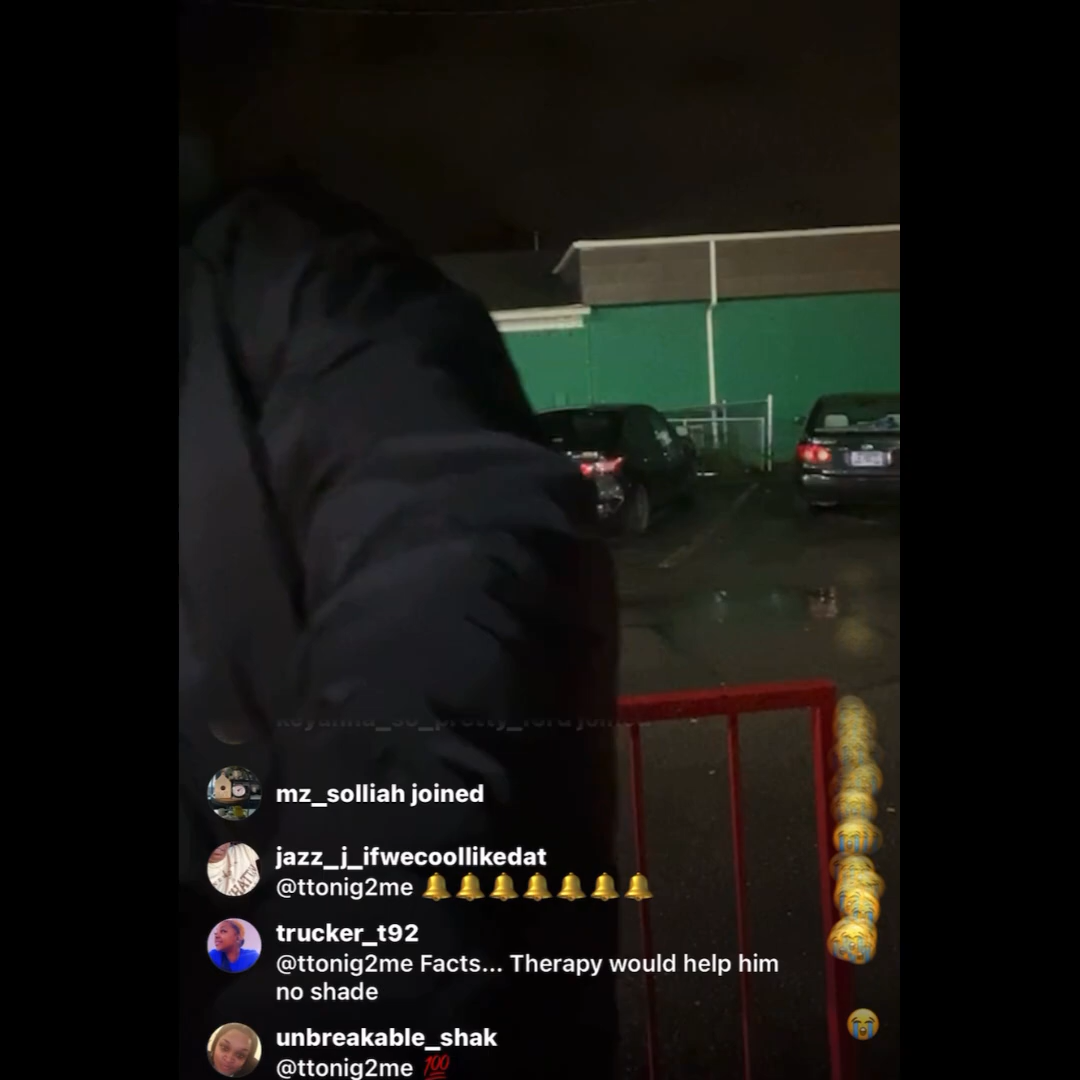 mz_solliah joined
jazz_j_ifwecoollikedat
@ttonig2me 🔔🔔🔔🔔🔔🔔🔔
trucker_t92
@ttonig2me Facts... Therapy would help him
no shade
unbreakable_shak
@ttonig2me 💯